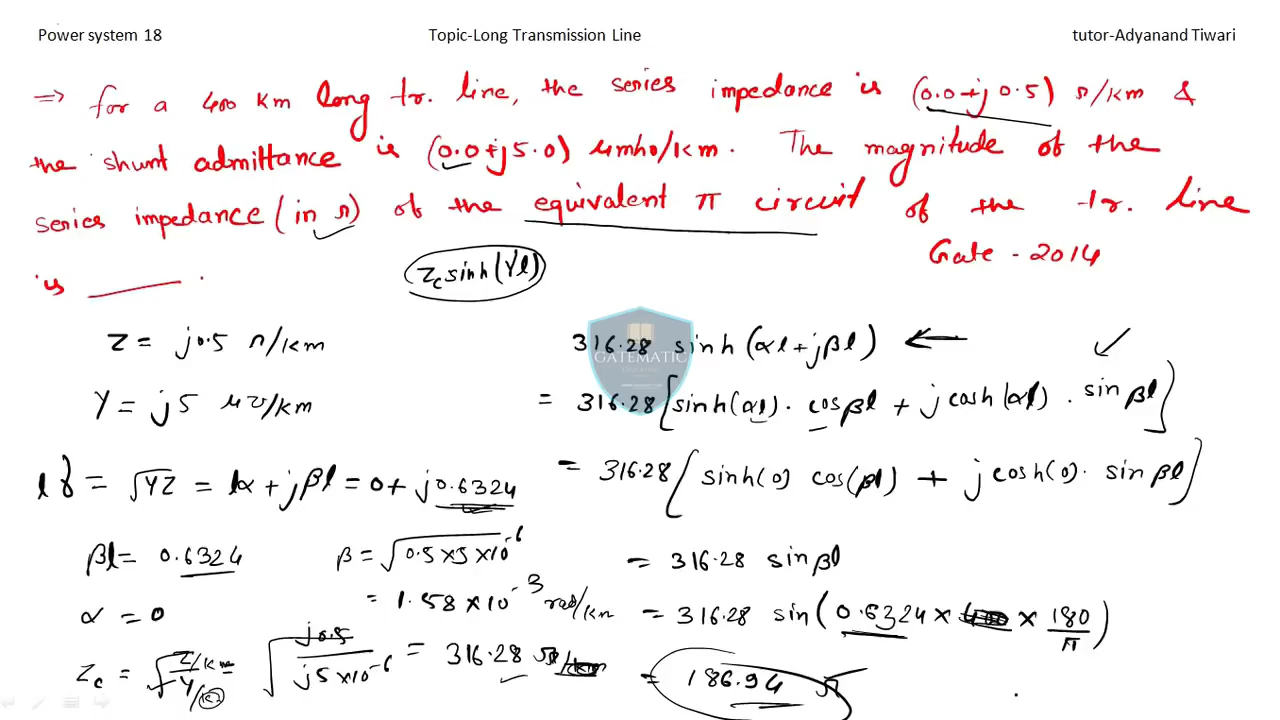 Power system 18
Topic-Long Transmission Line
tutor-Adyanand Tiwari
⇒ for a 400 Km long tr. line, the series impedance is (0.0+j 0.5) Ω/km &
the shunt admittance is (0.0+j5.0) μmho/km. The magnitude of the
series impedance (in Ω) of the equivalent π circuit of the tr. line
is ______ . Gate - 2014
Zc sinh(γl)
Z = j0.5 Ω/km
Y = j5 μ℧/km
lγ = √YZ = lα + jβl = 0 + j0.6324
βl = 0.6324
α = 0
β = √0.5×5×10⁻⁶
= 1.58 × 10⁻³ rad/km
Zc = √(Z/km / Y/km) √(j0.5 / j5×10⁻⁶) = 316.28 Ω
316.28 sinh(αl+jβl) ←
= 316.28 [sinh(αl). cosβl + j cosh(αl). sinβl]
= 316.28 [sinh(0) cos(βl) + j cosh(0). sinβl]
= 316.28 sinβl
= 316.28 sin(0.6324 × × 180/π)
= 186.94 Ω
GATEMATIC